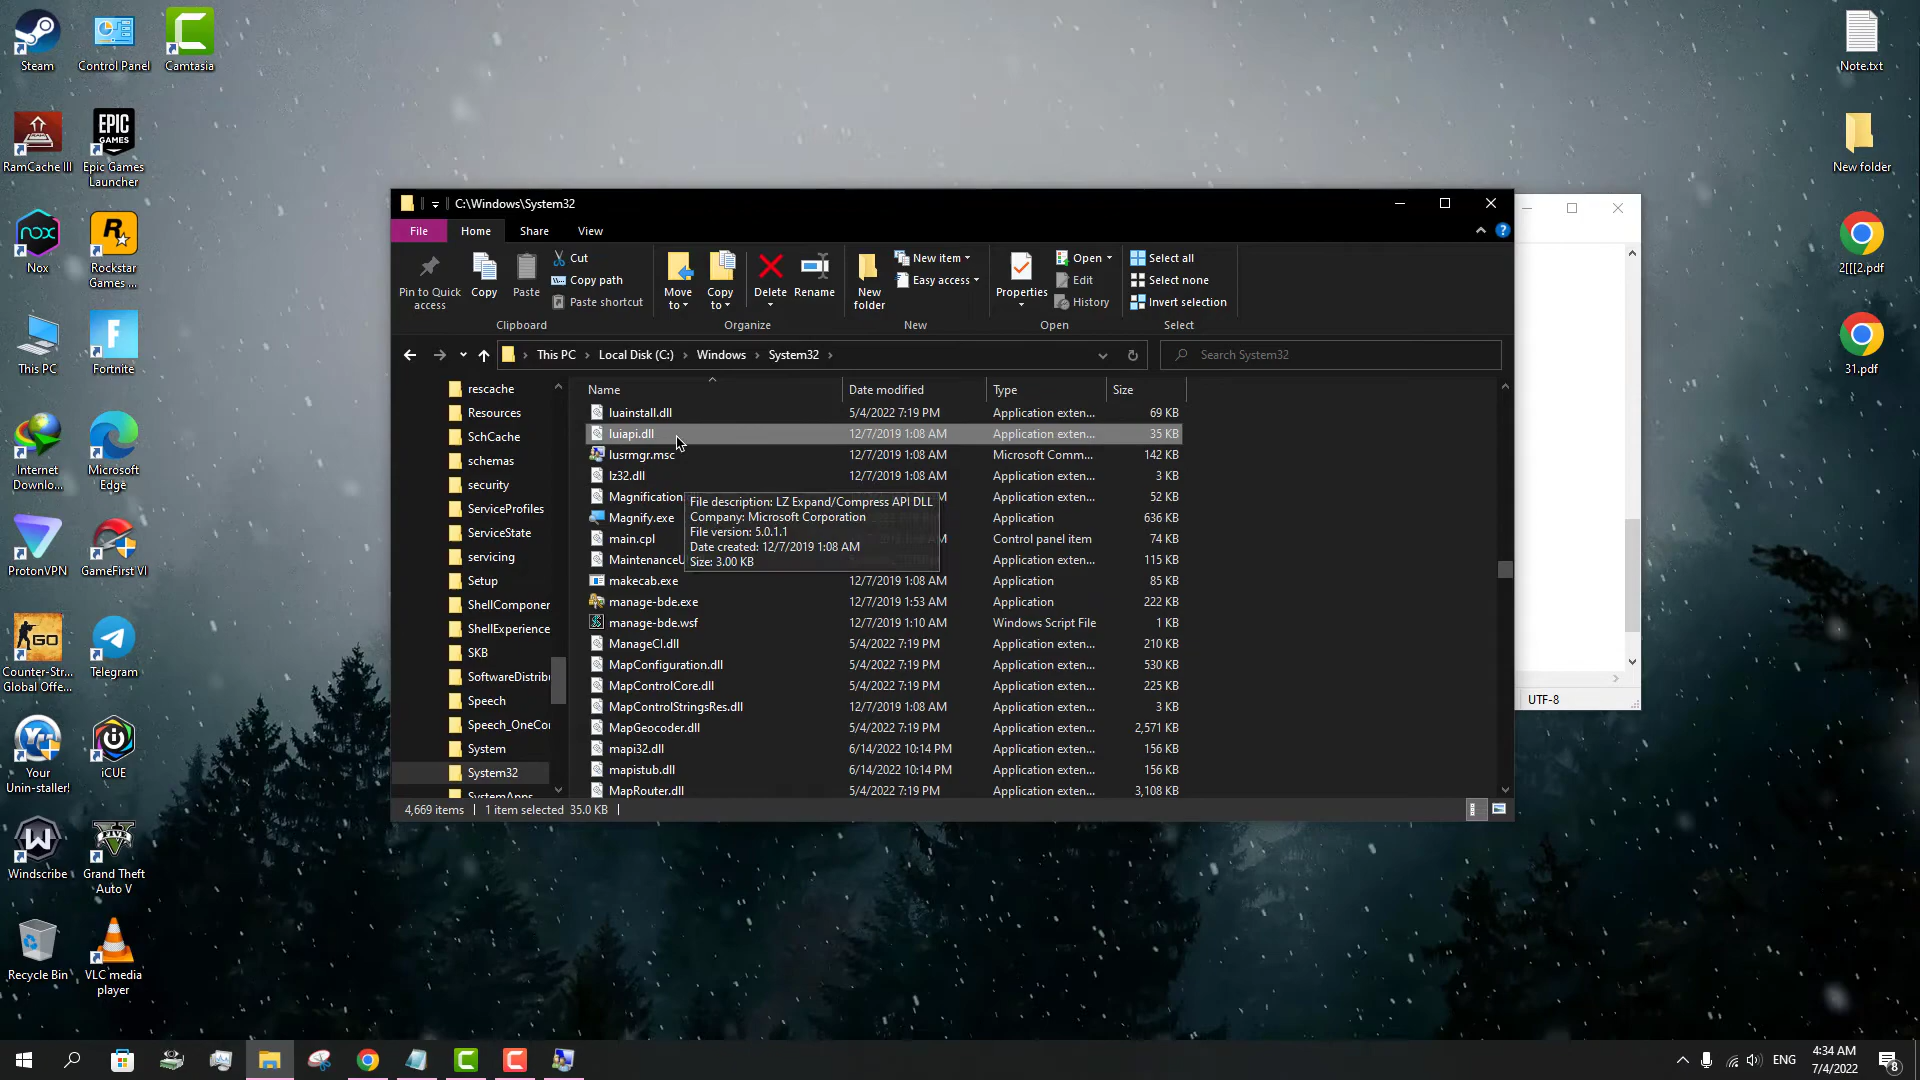 Steam
Control Panel
Camtasia
RamCache III
Epic Games
Launcher
Nox
Rockstar
Games ...
This PC
Fortnite
Internet
Downlo...
Microsoft
Edge
ProtonVPN
GameFirst VI
Counter-Str...
Global Offe...
Telegram
Your
Unin-staller!
iCUE
Windscribe
Grand Theft
Auto V
Recycle Bin
VLC media
player
Note.txt
New folder
2[[[2.pdf
31.pdf
C:\Windows\System32
File
Home
Share
View
Pin to Quick
access
Copy
Paste
Cut
Copy path
Paste shortcut
Clipboard
Move
to
Copy
to
Delete
Rename
Organize
New
folder
New item
Easy access
New
Properties
Open
Edit
History
Open
Select all
Select none
Invert selection
Select
This PC > Local Disk (C:) > Windows > System32 >
Search System32
rescache
Resources
SchCache
schemas
security
ServiceProfiles
ServiceState
servicing
Setup
ShellComponer
ShellExperience
SKB
SoftwareDistribu
Speech
Speech_OneCor
System
System32
SystemApps
Name Date modified Type Size
luainstall.dll 5/4/2022 7:19 PM Application exten... 69 KB
luiapi.dll 12/7/2019 1:08 AM Application exten... 35 KB
lusrmgr.msc 12/7/2019 1:08 AM Microsoft Comm... 142 KB
lz32.dll 12/7/2019 1:08 AM Application exten... 3 KB
Magnification M Application exten... 52 KB
Magnify.exe Application 636 KB
main.cpl Control panel item 74 KB
MaintenanceU Application exten... 115 KB
makecab.exe 12/7/2019 1:08 AM Application 85 KB
manage-bde.exe 12/7/2019 1:53 AM Application 222 KB
manage-bde.wsf 12/7/2019 1:10 AM Windows Script File 1 KB
ManageCI.dll 5/4/2022 7:19 PM Application exten... 210 KB
MapConfiguration.dll 5/4/2022 7:19 PM Application exten... 530 KB
MapControlCore.dll 5/4/2022 7:19 PM Application exten... 225 KB
MapControlStringsRes.dll 12/7/2019 1:08 AM Application exten... 3 KB
MapGeocoder.dll 5/4/2022 7:19 PM Application exten... 2,571 KB
mapi32.dll 6/14/2022 10:14 PM Application exten... 156 KB
mapistub.dll 6/14/2022 10:14 PM Application exten... 156 KB
MapRouter.dll 5/4/2022 7:19 PM Application exten... 3,108 KB
File description: LZ Expand/Compress API DLL
Company: Microsoft Corporation
File version: 5.0.1.1
Date created: 12/7/2019 1:08 AM
Size: 3.00 KB
4,669 items 1 item selected 35.0 KB
UTF-8
ENG
4:34 AM
7/4/2022
8